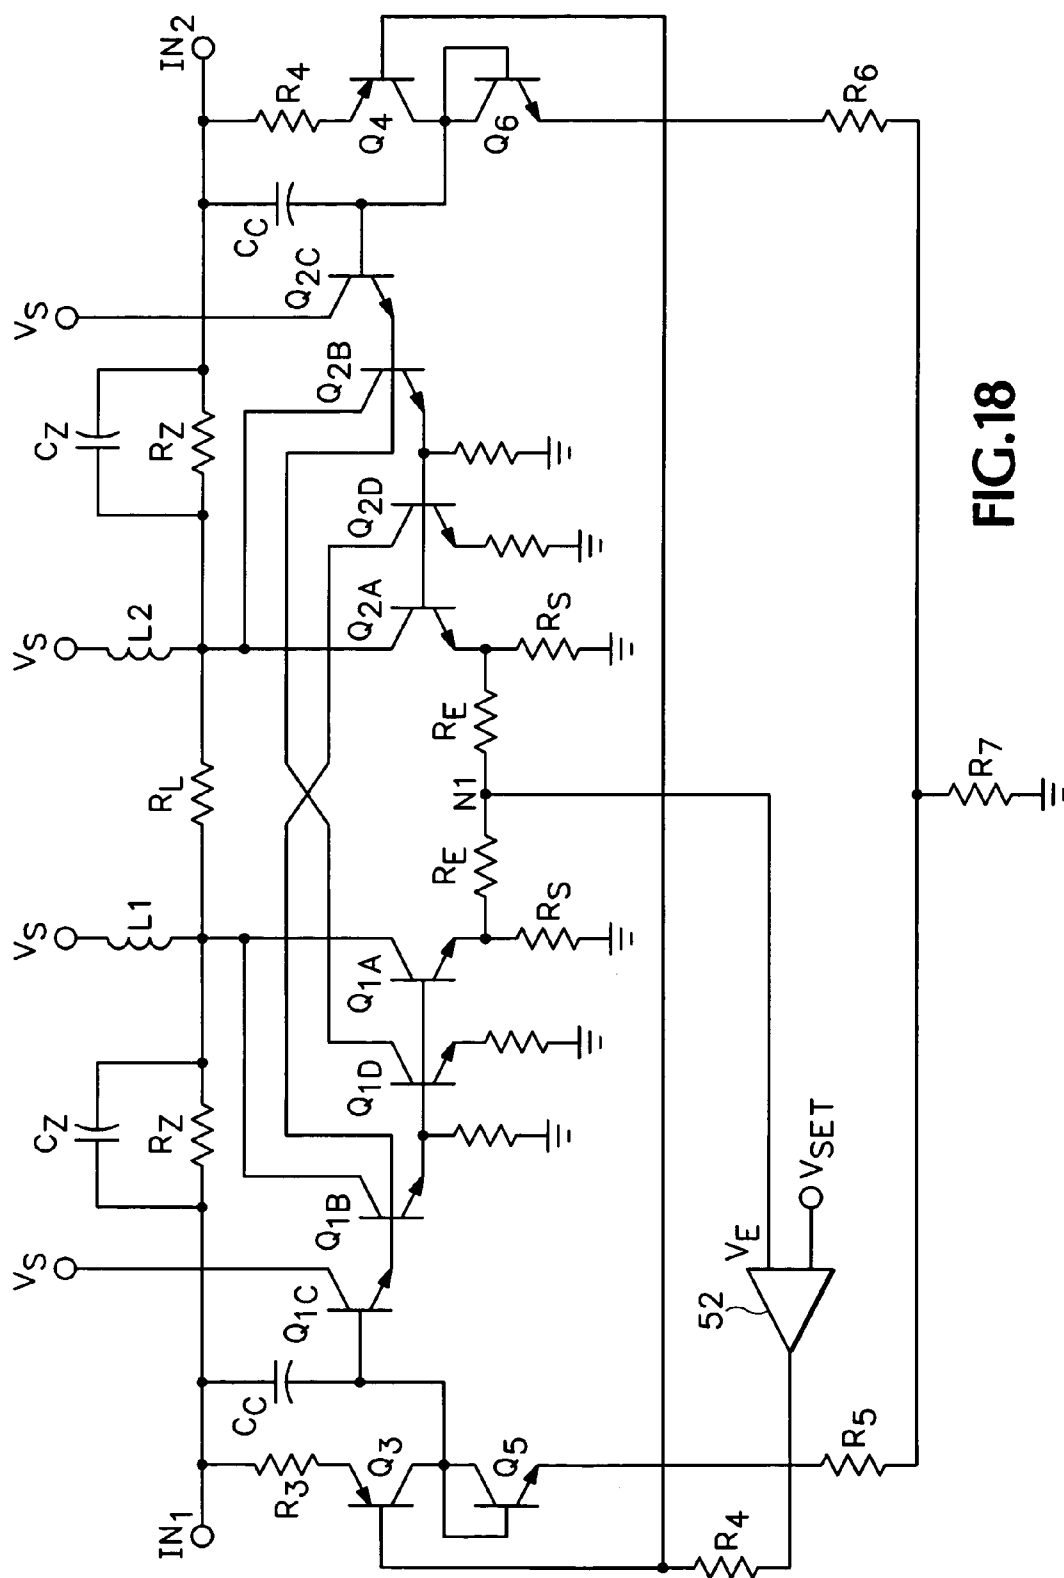 IN1
IN2
VS
L1
VS
L2
VS
VS
CZ
RZ
RL
CZ
RZ
CC
R3
Q3
Q5
Q1C
Q1B
Q1D
Q1A
Q2A
Q2D
Q2B
Q2C
CC
R4
Q4
Q6
RE
N1
RE
RS
RS
R4
52
VE
VSET
R5
R6
R7
FIG.18